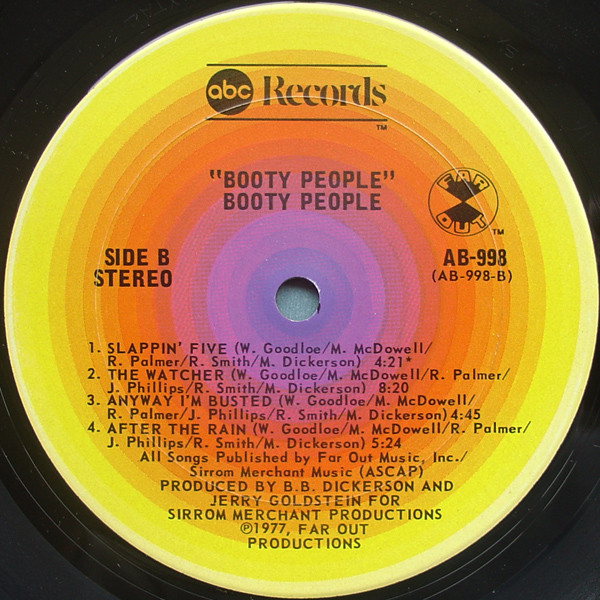 abc Records
™
"BOOTY PEOPLE"
BOOTY PEOPLE
FAR
OUT
™
SIDE B
STEREO
AB-998
(AB-998-B)
1. SLAPPIN' FIVE (W. Goodloe/M. McDowell/
R. Palmer/R. Smith/M. Dickerson) 4:21*
2. THE WATCHER (W. Goodloe/M. McDowell/R. Palmer/
J. Phillips/R. Smith/M. Dickerson) 8:20
3. ANYWAY I'M BUSTED (W. Goodloe/M. McDowell/
R. Palmer/J. Phillips/R. Smith/M. Dickerson) 4:45
4. AFTER THE RAIN (W. Goodloe/M. McDowell/R. Palmer/
J. Phillips/R. Smith/M. Dickerson) 5:24
All Songs Published by Far Out Music, Inc./
Sirrom Merchant Music (ASCAP)
PRODUCED BY B.B. DICKERSON AND
JERRY GOLDSTEIN FOR
SIRROM MERCHANT PRODUCTIONS
℗1977, FAR OUT
PRODUCTIONS